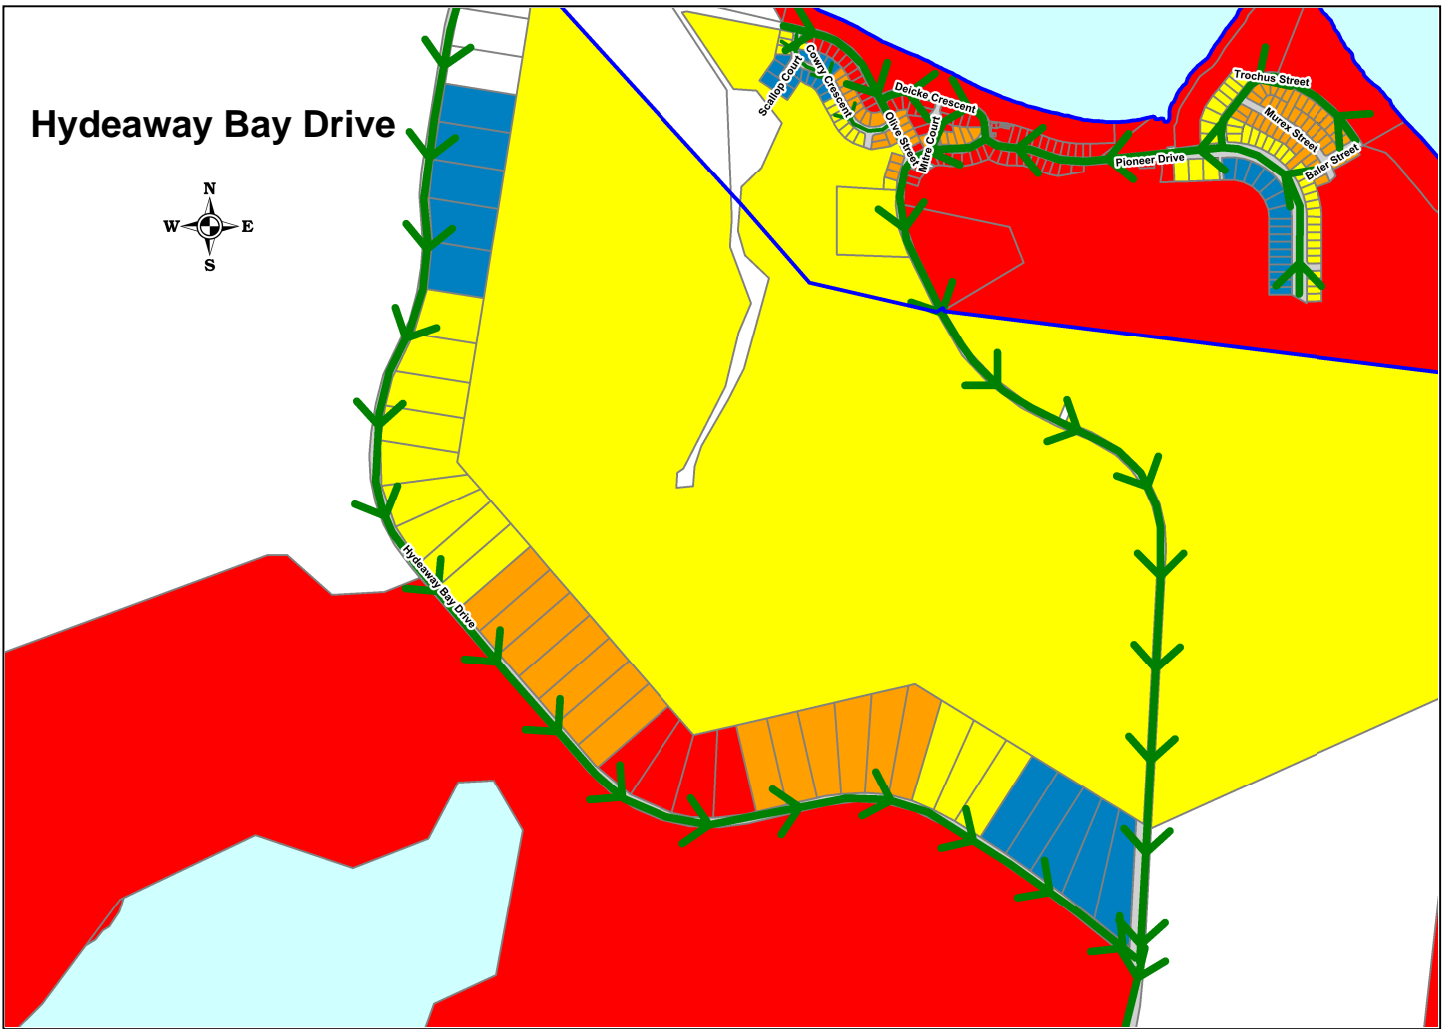 Hydeaway Bay Drive
N
W E
S
Scallop Court
Cowry Crescent
Deicke Crescent
Olive Street
Mitre Court
Pioneer Drive
Trochus Street
Murex Street
Baler Street
Hydeaway Bay Drive